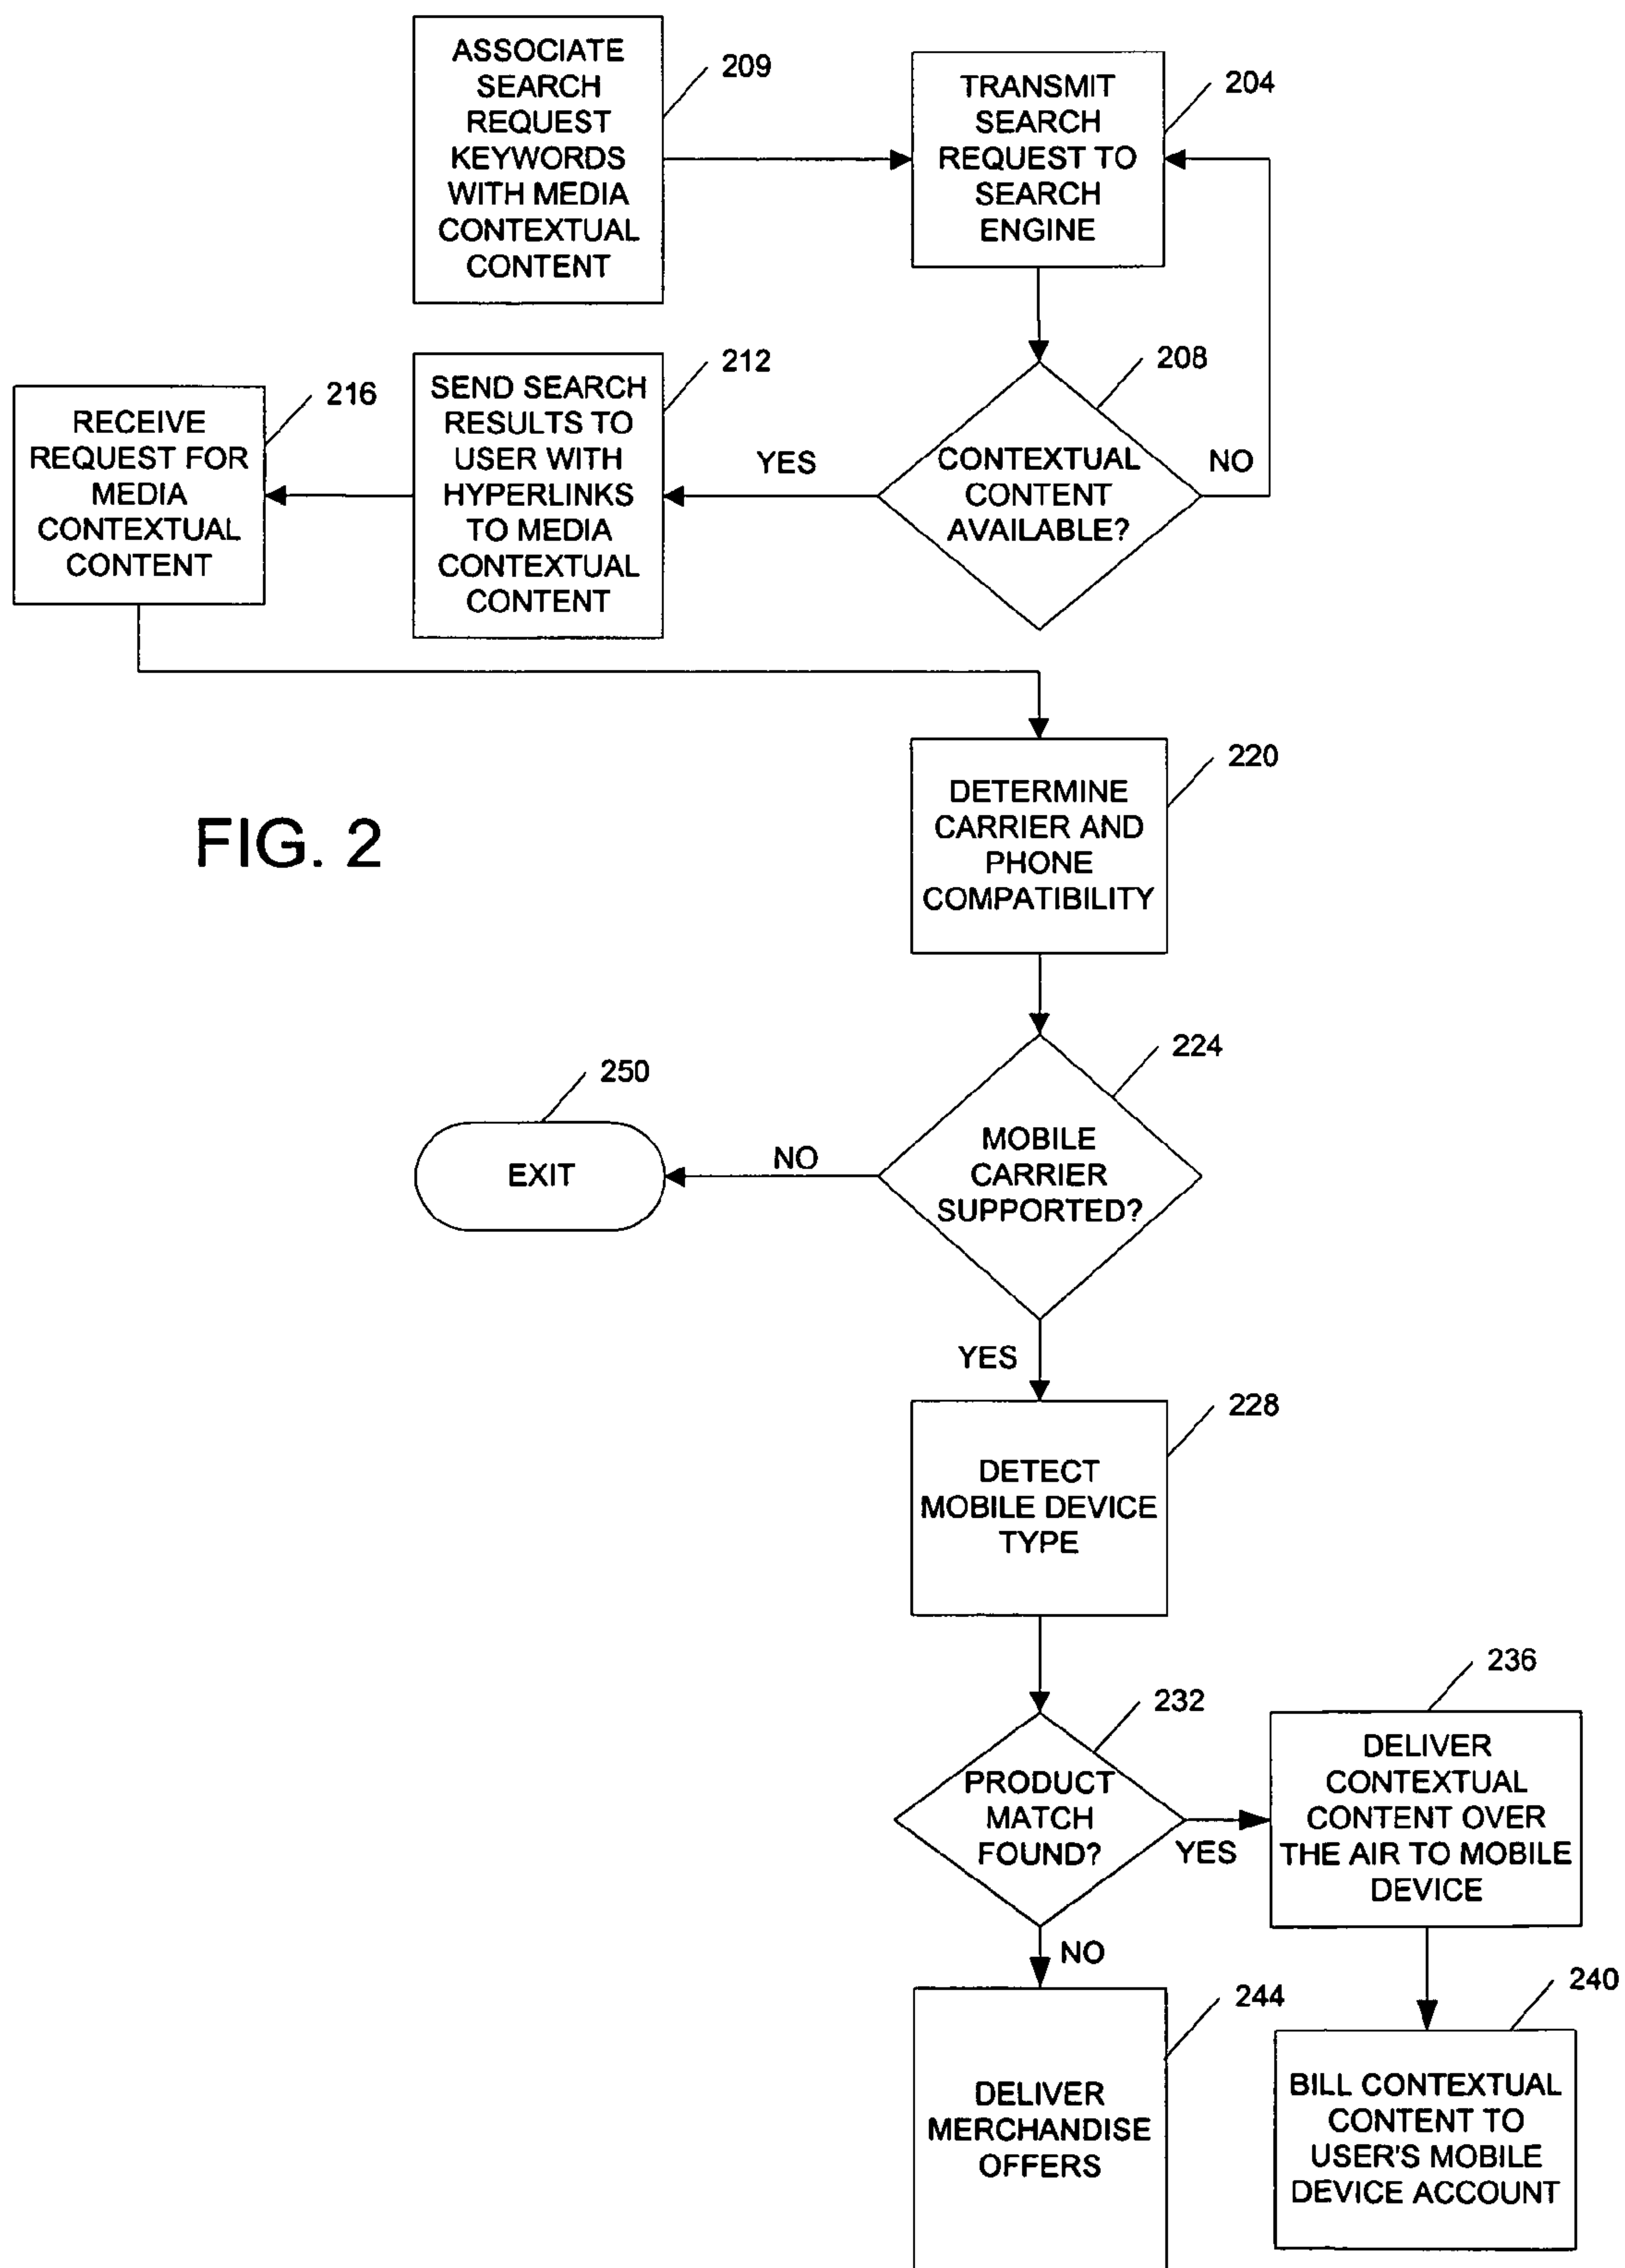 ASSOCIATE
SEARCH
REQUEST
KEYWORDS
WITH MEDIA
CONTEXTUAL
CONTENT
209
TRANSMIT
SEARCH
REQUEST TO
SEARCH
ENGINE
204
RECEIVE
REQUEST FOR
MEDIA
CONTEXTUAL
CONTENT
216
SEND SEARCH
RESULTS TO
USER WITH
HYPERLINKS
TO MEDIA
CONTEXTUAL
CONTENT
212
YES
CONTEXTUAL
CONTENT
AVAILABLE?
208
NO
FIG. 2
DETERMINE
CARRIER AND
PHONE
COMPATIBILITY
220
250
EXIT
NO
MOBILE
CARRIER
SUPPORTED?
224
YES
DETECT
MOBILE DEVICE
TYPE
228
PRODUCT
MATCH
FOUND?
232
YES
DELIVER
CONTEXTUAL
CONTENT OVER
THE AIR TO MOBILE
DEVICE
236
NO
DELIVER
MERCHANDISE
OFFERS
244
BILL CONTEXTUAL
CONTENT TO
USER'S MOBILE
DEVICE ACCOUNT
240